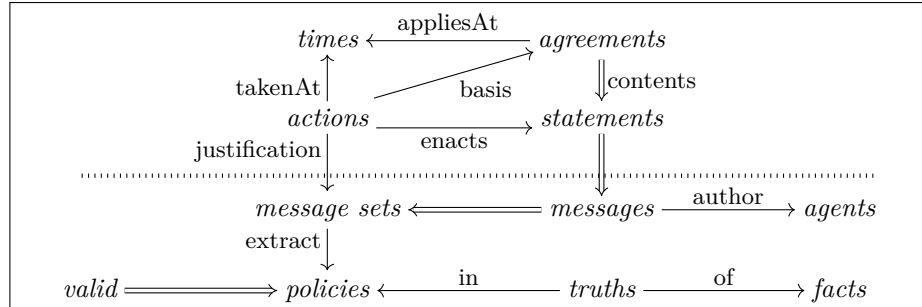 appliesAt
times agreements
takenAt basis contents
actions statements
enacts
justification
author
message sets messages agents
extract
in of
valid policies truths facts